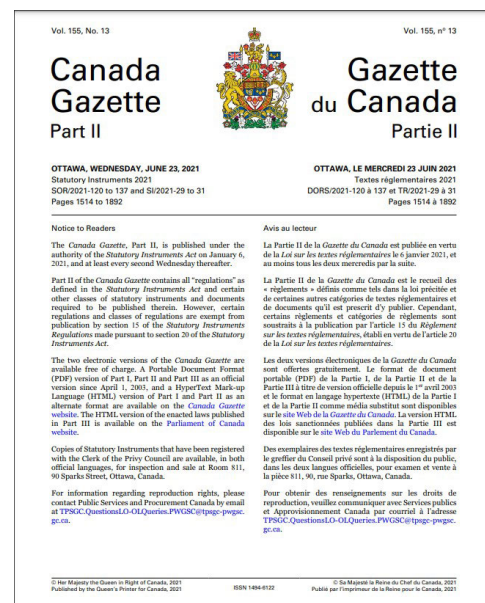 Vol. 155, No. 13
Vol. 155, nº 13
Canada
Gazette
Part II
Gazette
du Canada
Partie II
OTTAWA, WEDNESDAY, JUNE 23, 2021
Statutory Instruments 2021
SOR/2021-120 to 137 and SI/2021-29 to 31
Pages 1514 to 1892
OTTAWA, LE MERCREDI 23 JUIN 2021
Textes réglementaires 2021
DORS/2021-120 à 137 et TR/2021-29 à 31
Pages 1514 à 1892
Notice to Readers
The Canada Gazette, Part II, is published under the
authority of the Statutory Instruments Act on January 6,
2021, and at least every second Wednesday thereafter.
Part II of the Canada Gazette contains all “regulations” as
defined in the Statutory Instruments Act and certain
other classes of statutory instruments and documents
required to be published therein. However, certain
regulations and classes of regulations are exempt from
publication by section 15 of the Statutory Instruments
Regulations made pursuant to section 20 of the Statutory
Instruments Act.
The two electronic versions of the Canada Gazette are
available free of charge. A Portable Document Format
(PDF) version of Part I, Part II and Part III as an official
version since April 1, 2003, and a HyperText Mark-up
Language (HTML) version of Part I and Part II as an
alternate format are available on the Canada Gazette
website. The HTML version of the enacted laws published
in Part III is available on the Parliament of Canada
website.
Copies of Statutory Instruments that have been registered
with the Clerk of the Privy Council are available, in both
official languages, for inspection and sale at Room 811,
90 Sparks Street, Ottawa, Canada.
For information regarding reproduction rights, please
contact Public Services and Procurement Canada by email
at TPSGC.QuestionsLO-OLQueries.PWGSC@tpsgc-pwgsc.
gc.ca.
Avis au lecteur
La Partie II de la Gazette du Canada est publiée en vertu
de la Loi sur les textes réglementaires le 6 janvier 2021, et
au moins tous les deux mercredis par la suite.
La Partie II de la Gazette du Canada est le recueil des
« règlements » définis comme tels dans la loi précitée et
de certaines autres catégories de textes réglementaires et
de documents qu’il est prescrit d’y publier. Cependant,
certains règlements et catégories de règlements sont
soustraits à la publication par l’article 15 du Règlement
sur les textes réglementaires, établi en vertu de l’article 20
de la Loi sur les textes réglementaires.
Les deux versions électroniques de la Gazette du Canada
sont offertes gratuitement. Le format de document
portable (PDF) de la Partie I, de la Partie II et de la
Partie III à titre de version officielle depuis le 1er avril 2003
et le format en langage hypertexte (HTML) de la Partie I
et de la Partie II comme média substitut sont disponibles
sur le site Web de la Gazette du Canada. La version HTML
des lois sanctionnées publiées dans la Partie III est
disponible sur le site Web du Parlement du Canada.
Des exemplaires des textes réglementaires enregistrés par
le greffier du Conseil privé sont à la disposition du public,
dans les deux langues officielles, pour examen et vente à
la pièce 811, 90, rue Sparks, Ottawa, Canada.
Pour obtenir des renseignements sur les droits de
reproduction, veuillez communiquer avec Services publics
et Approvisionnement Canada par courriel à l’adresse
TPSGC.QuestionsLO-OLQueries.PWGSC@tpsgc-pwgsc.
gc.ca.
© Her Majesty the Queen in Right of Canada, 2021
Published by the Queen’s Printer for Canada, 2021
ISSN 1494-6122
© Sa Majesté la Reine du Chef du Canada, 2021
Publié par l’imprimeur de la Reine pour le Canada, 2021